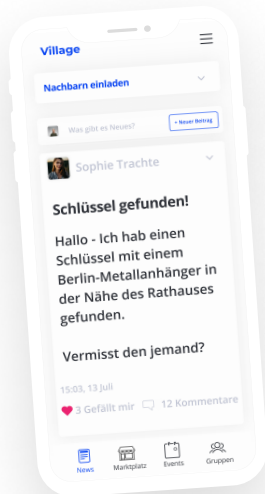 Village
Nachbarn einladen
Was gibt es Neues?
+ Neuer Beitrag
Sophie Trachte
Schlüssel gefunden!
Hallo - Ich hab einen
Schlüssel mit einem
Berlin-Metallanhänger in
der Nähe des Rathauses
gefunden.
Vermisst den jemand?
15:03, 13 Juli
3 Gefällt mir 12 Kommentare
News Marktplatz Events Gruppen